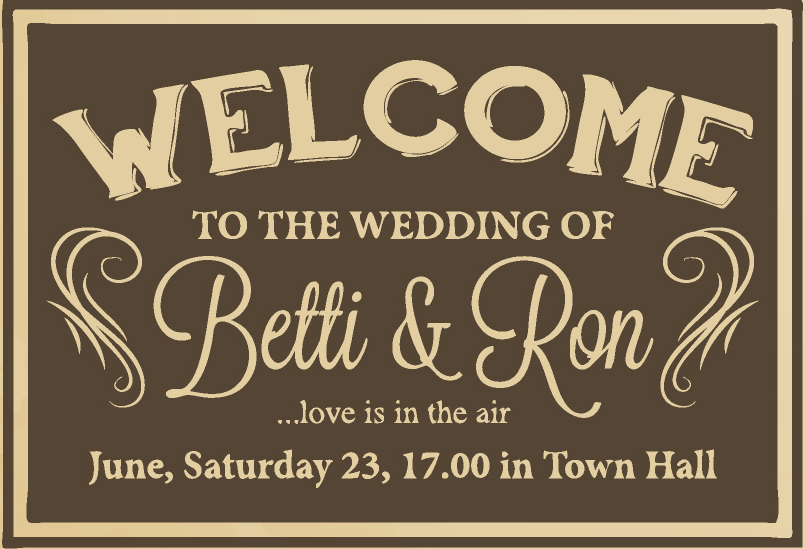 WELCOME
TO THE WEDDING OF
Betti & Ron
...love is in the air
June, Saturday 23, 17.00 in Town Hall